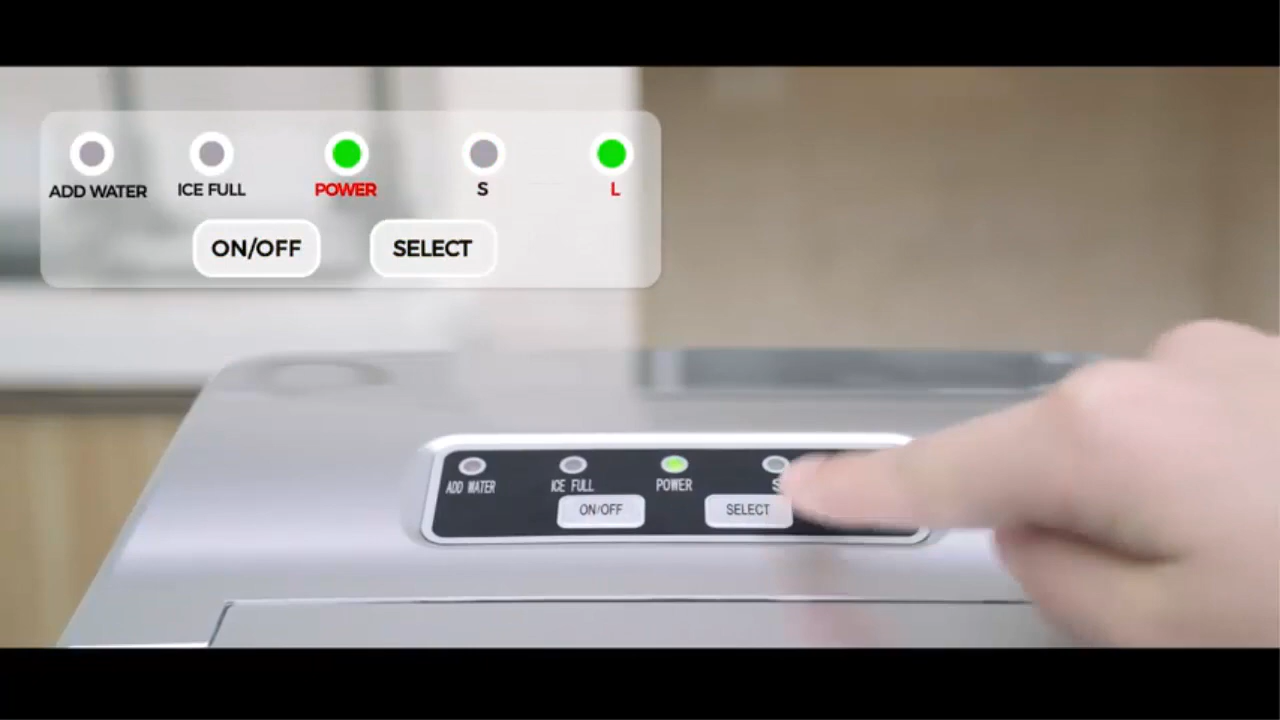 ADD WATER ICE FULL POWER S L
ON/OFF SELECT
ADD WATER ICE FULL POWER S
ON/OFF SELECT